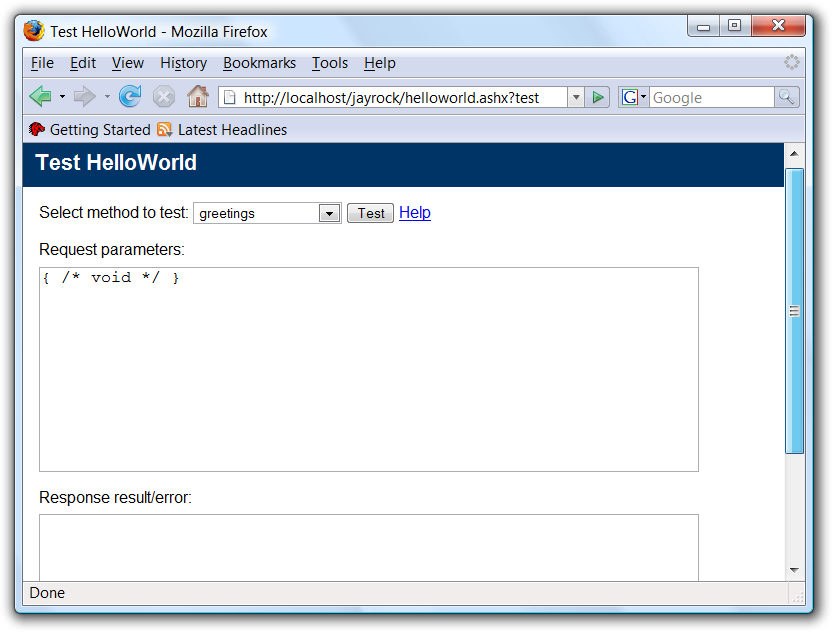 Test HelloWorld - Mozilla Firefox
File Edit View History Bookmarks Tools Help
http://localhost/jayrock/helloworld.ashx?test G Google
Getting Started Latest Headlines
Test HelloWorld
Select method to test: greetings Test Help
Request parameters:
{ /* void */ }
Response result/error:
Done